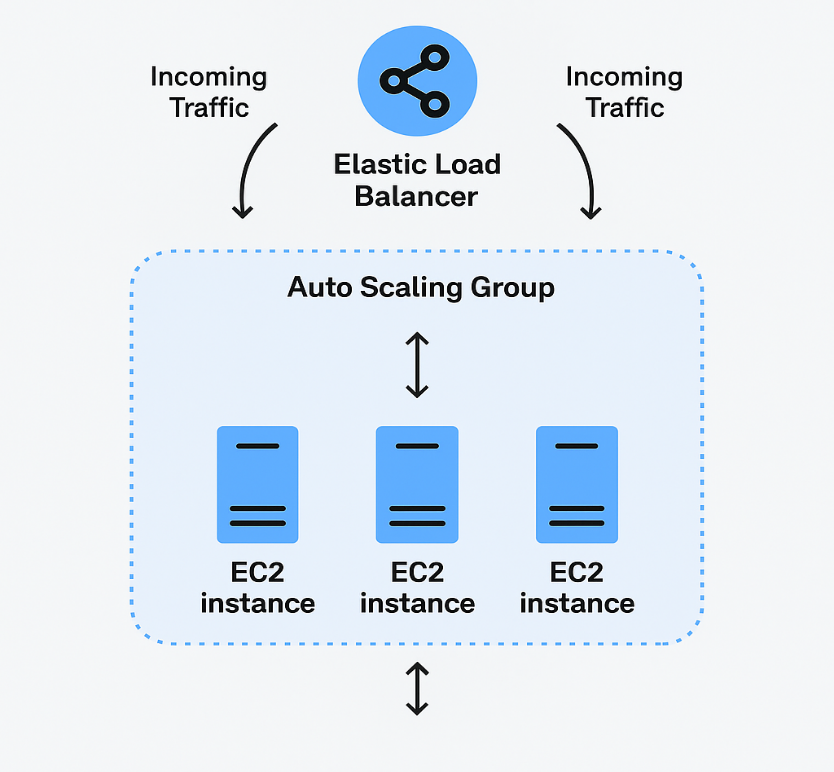 Incoming
Traffic
Incoming
Traffic
Elastic Load
Balancer
Auto Scaling Group
EC2
instance
EC2
instance
EC2
instance